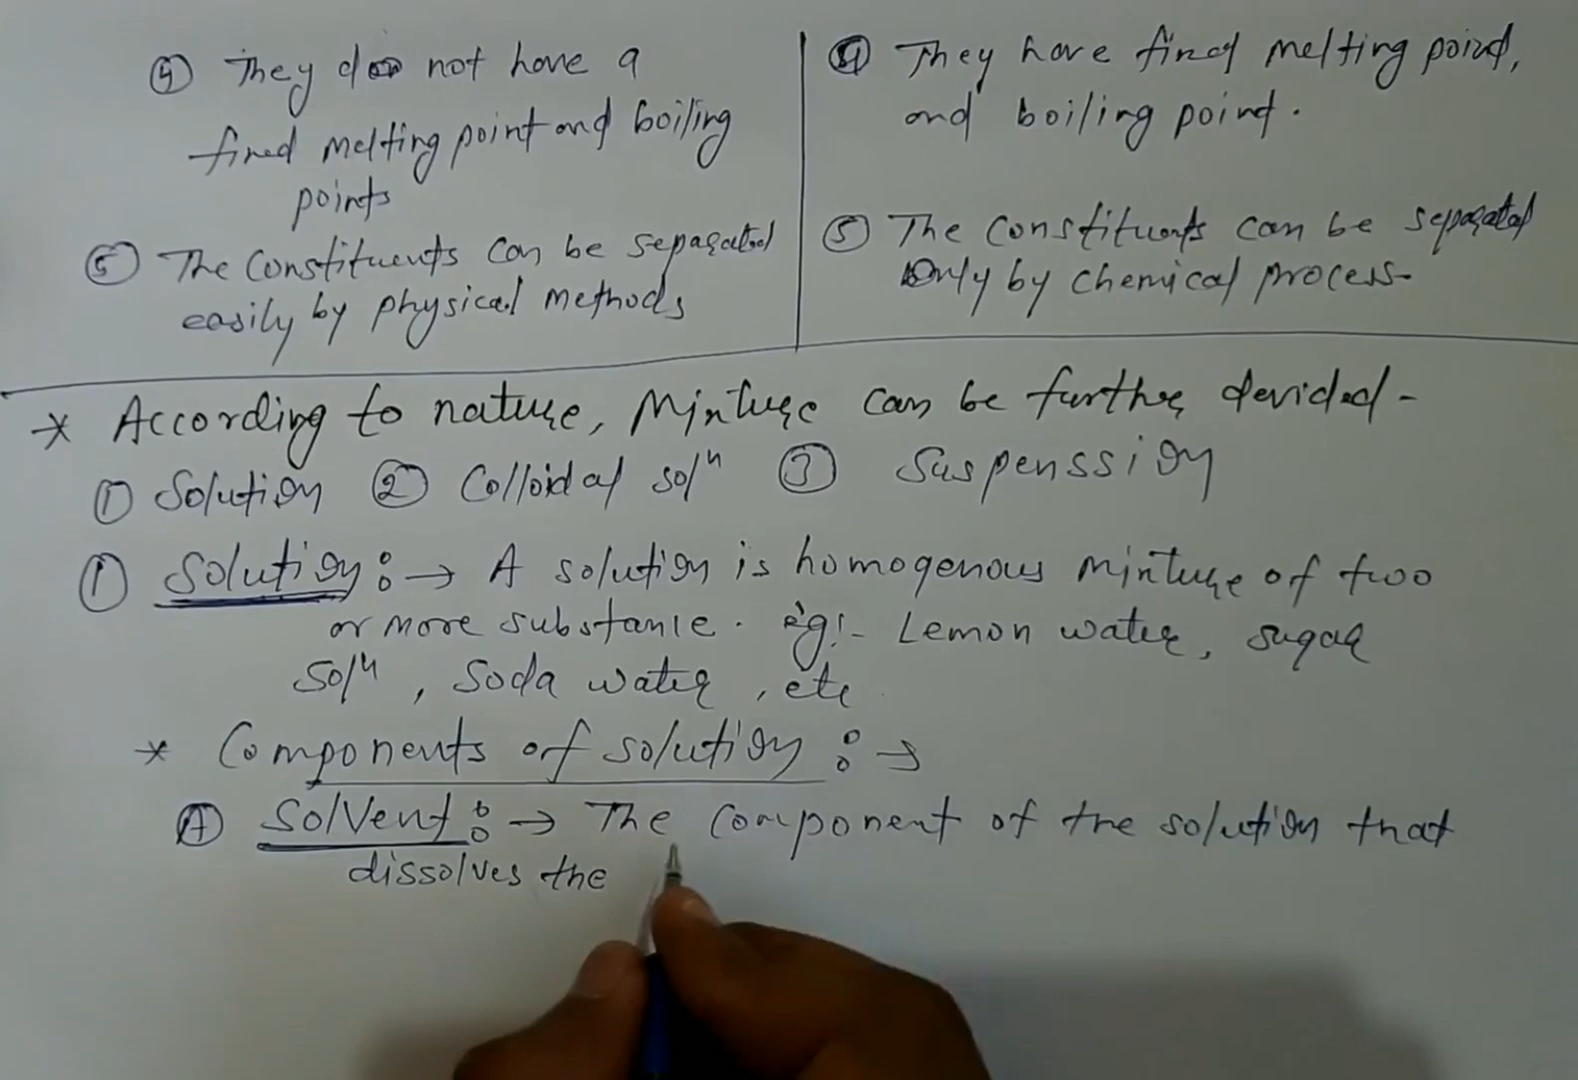 ④ They do not have a
fixed melting point and boiling
points
⑤ The Constituents can be separated
easily by physical methods
④ They have fixed melting point,
and boiling point.
⑤ The Constituents can be separated
Only by chemical process-
* According to nature, Mixture can be further devided -
① Solution ② Colloidal solⁿ ③ Suspenssion
① Solution :→ A solution is homogenous mixture of two
or more substance. eg:- Lemon water, sugar
Solⁿ, Soda water, etc
* Components of solution :→
Ⓐ Solvent :→ The component of the solution that
dissolves the